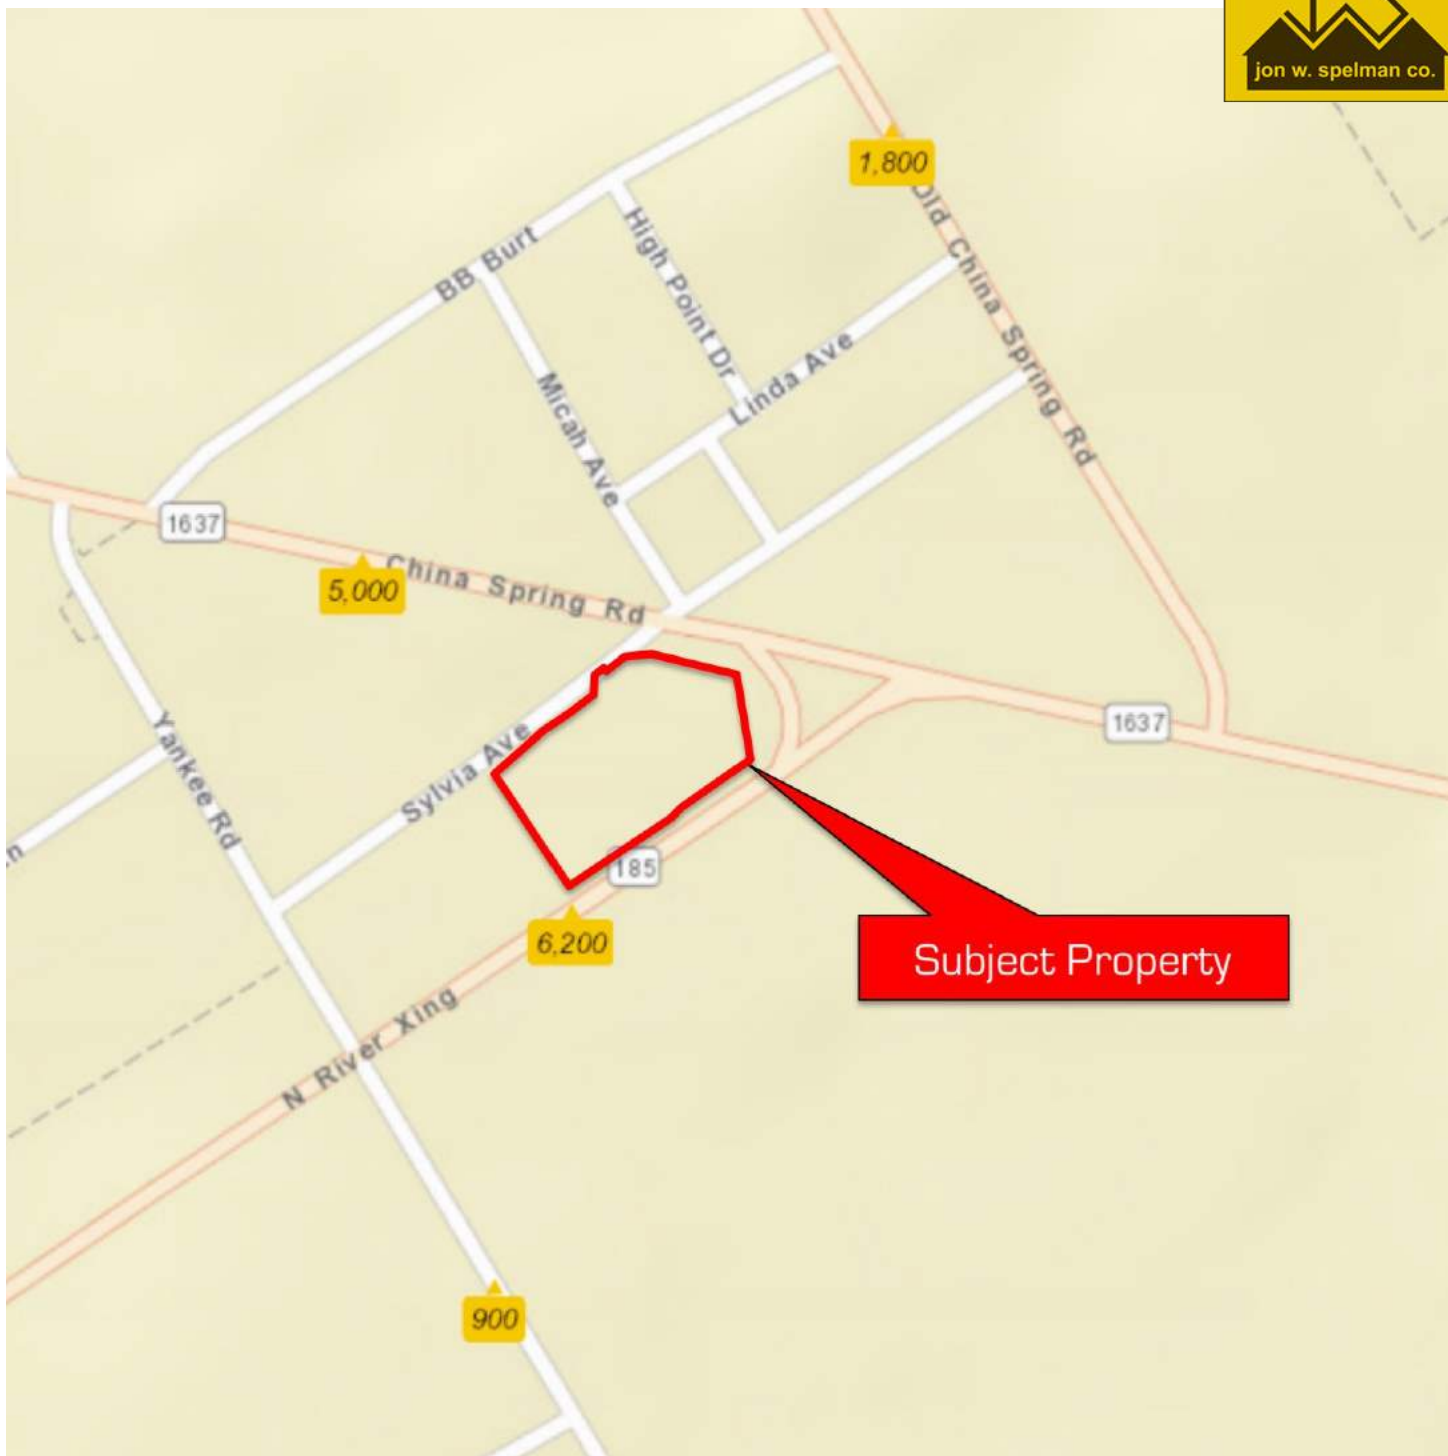 jon w. spelman co.
1,800
Old China Spring Rd
BB Burt
High Point Dr
Linda Ave
Micah Ave
1637
China Spring Rd
5,000
1637
Yankee Rd
Sylvia Ave
185
6,200
Subject Property
N River Xing
900